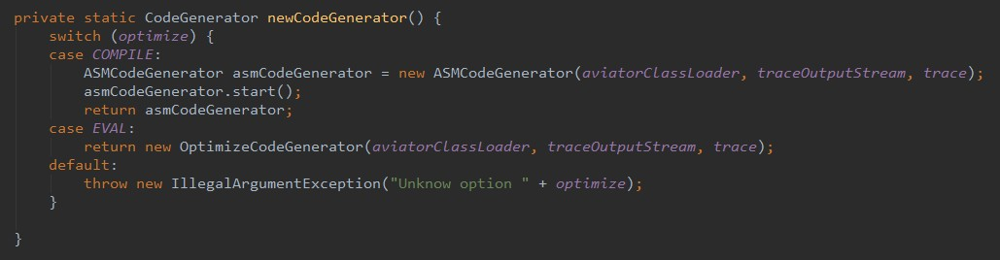 private static CodeGenerator newCodeGenerator() {
switch (optimize) {
case COMPILE:
ASMCodeGenerator asmCodeGenerator = new ASMCodeGenerator(aviatorClassLoader, traceOutputStream, trace);
asmCodeGenerator.start();
return asmCodeGenerator;
case EVAL:
return new OptimizeCodeGenerator(aviatorClassLoader, traceOutputStream, trace);
default:
throw new IllegalArgumentException("Unknow option " + optimize);
}
}